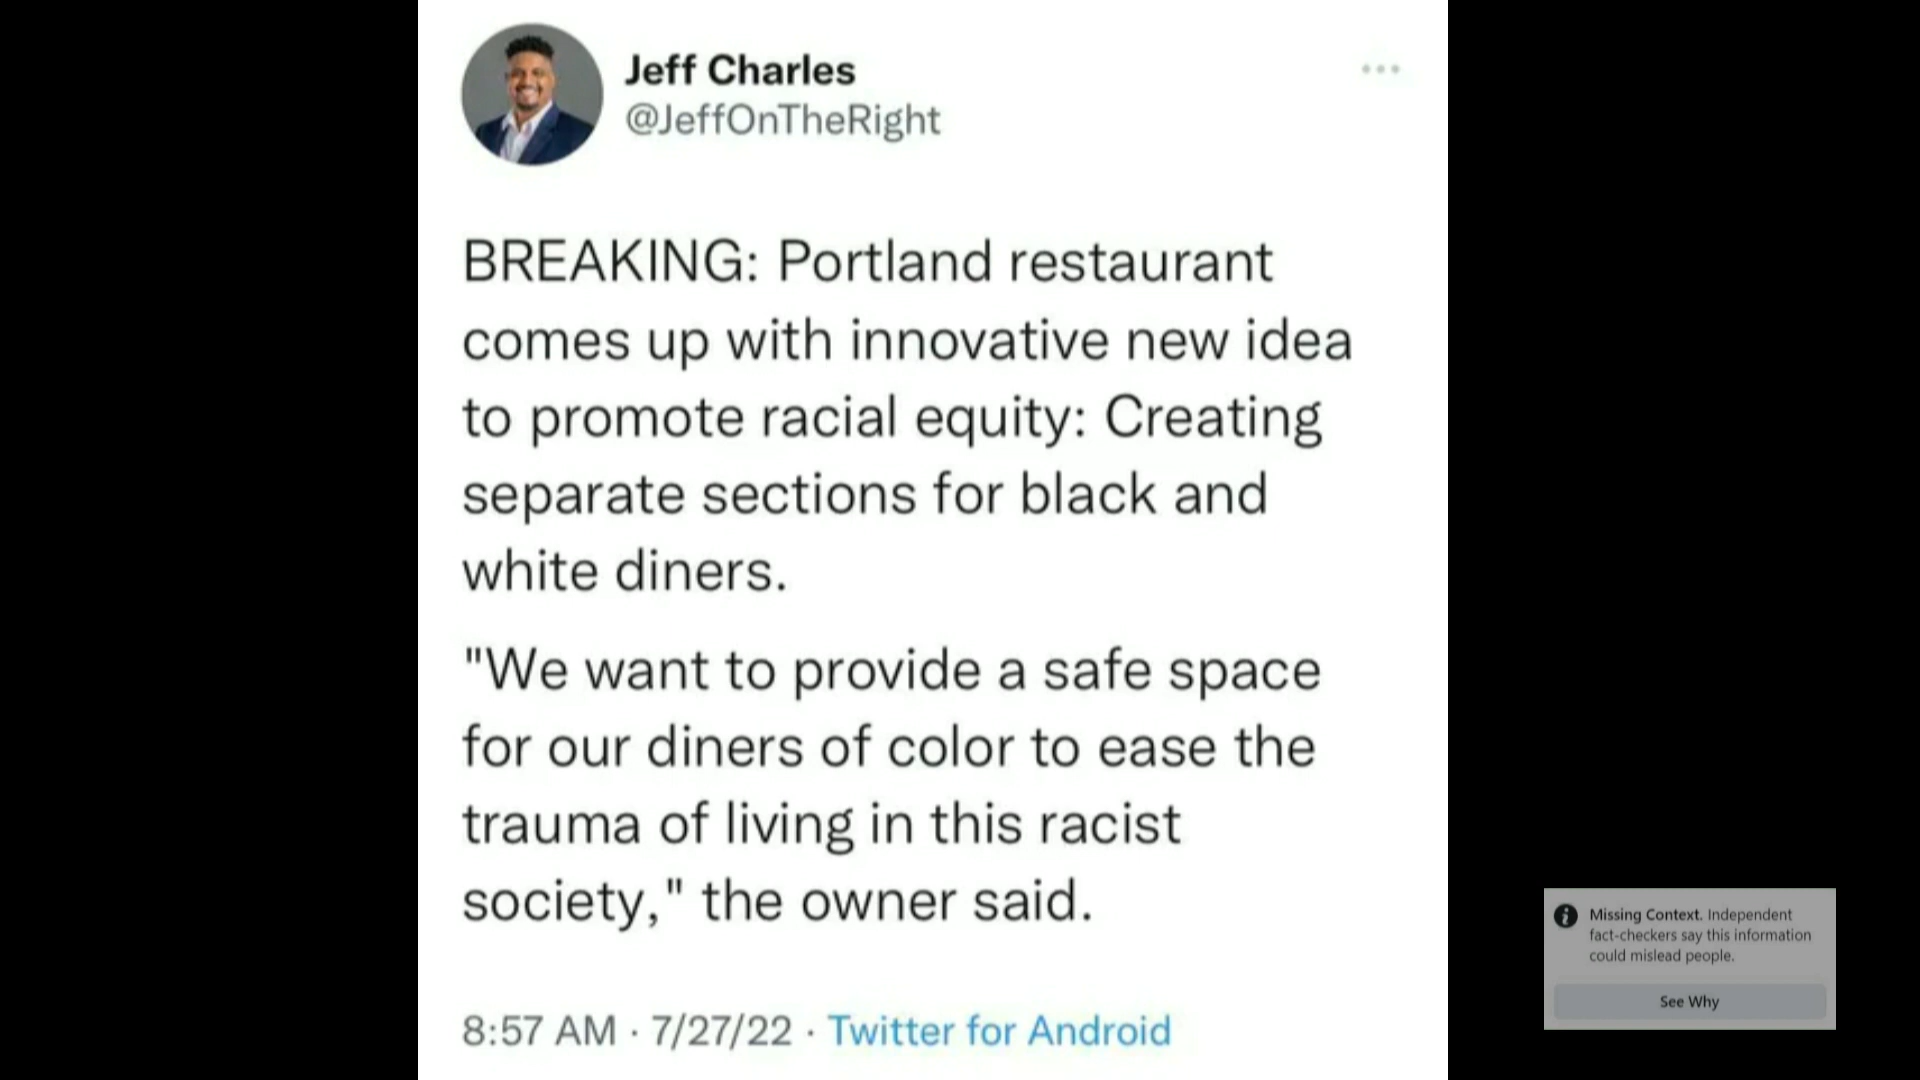 Jeff Charles
@JeffOnTheRight
BREAKING: Portland restaurant
comes up with innovative new idea
to promote racial equity: Creating
separate sections for black and
white diners.
"We want to provide a safe space
for our diners of color to ease the
trauma of living in this racist
society," the owner said.
8:57 AM · 7/27/22 · Twitter for Android
Missing Context. Independent
fact-checkers say this information
could mislead people.
See Why